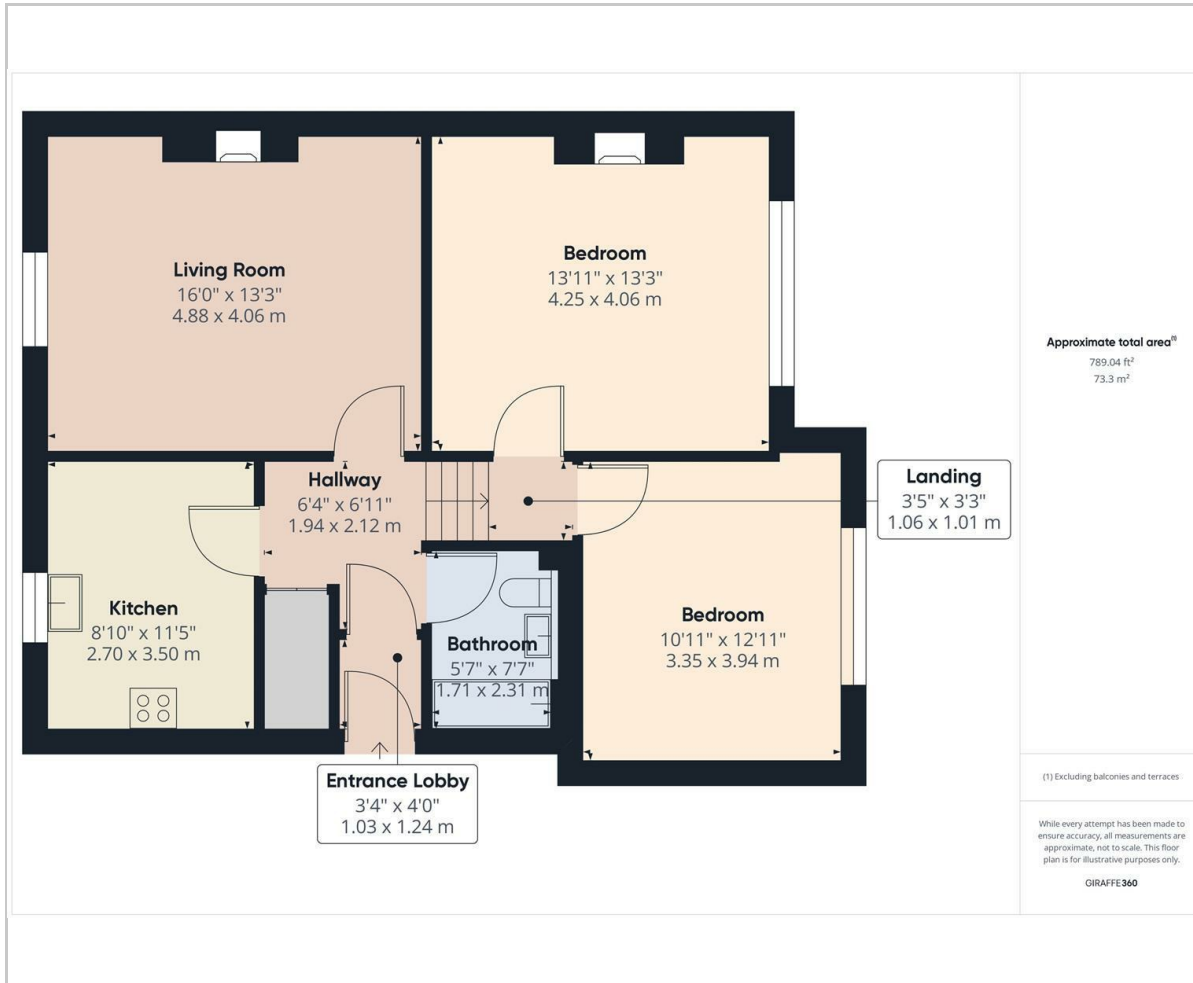 Living Room
16'0" x 13'3"
4.88 x 4.06 m
Bedroom
13'11" x 13'3"
4.25 x 4.06 m
Hallway
6'4" x 6'11"
1.94 x 2.12 m
Landing
3'5" x 3'3"
1.06 x 1.01 m
Kitchen
8'10" x 11'5"
2.70 x 3.50 m
Bathroom
5'7" x 7'7"
1.71 x 2.31 m
Bedroom
10'11" x 12'11"
3.35 x 3.94 m
Entrance Lobby
3'4" x 4'0"
1.03 x 1.24 m
Approximate total area(1)
789.04 ft²
73.3 m²
(1) Excluding balconies and terraces
While every attempt has been made to
ensure accuracy, all measurements are
approximate, not to scale. This floor
plan is for illustrative purposes only.
GIRAFFE360